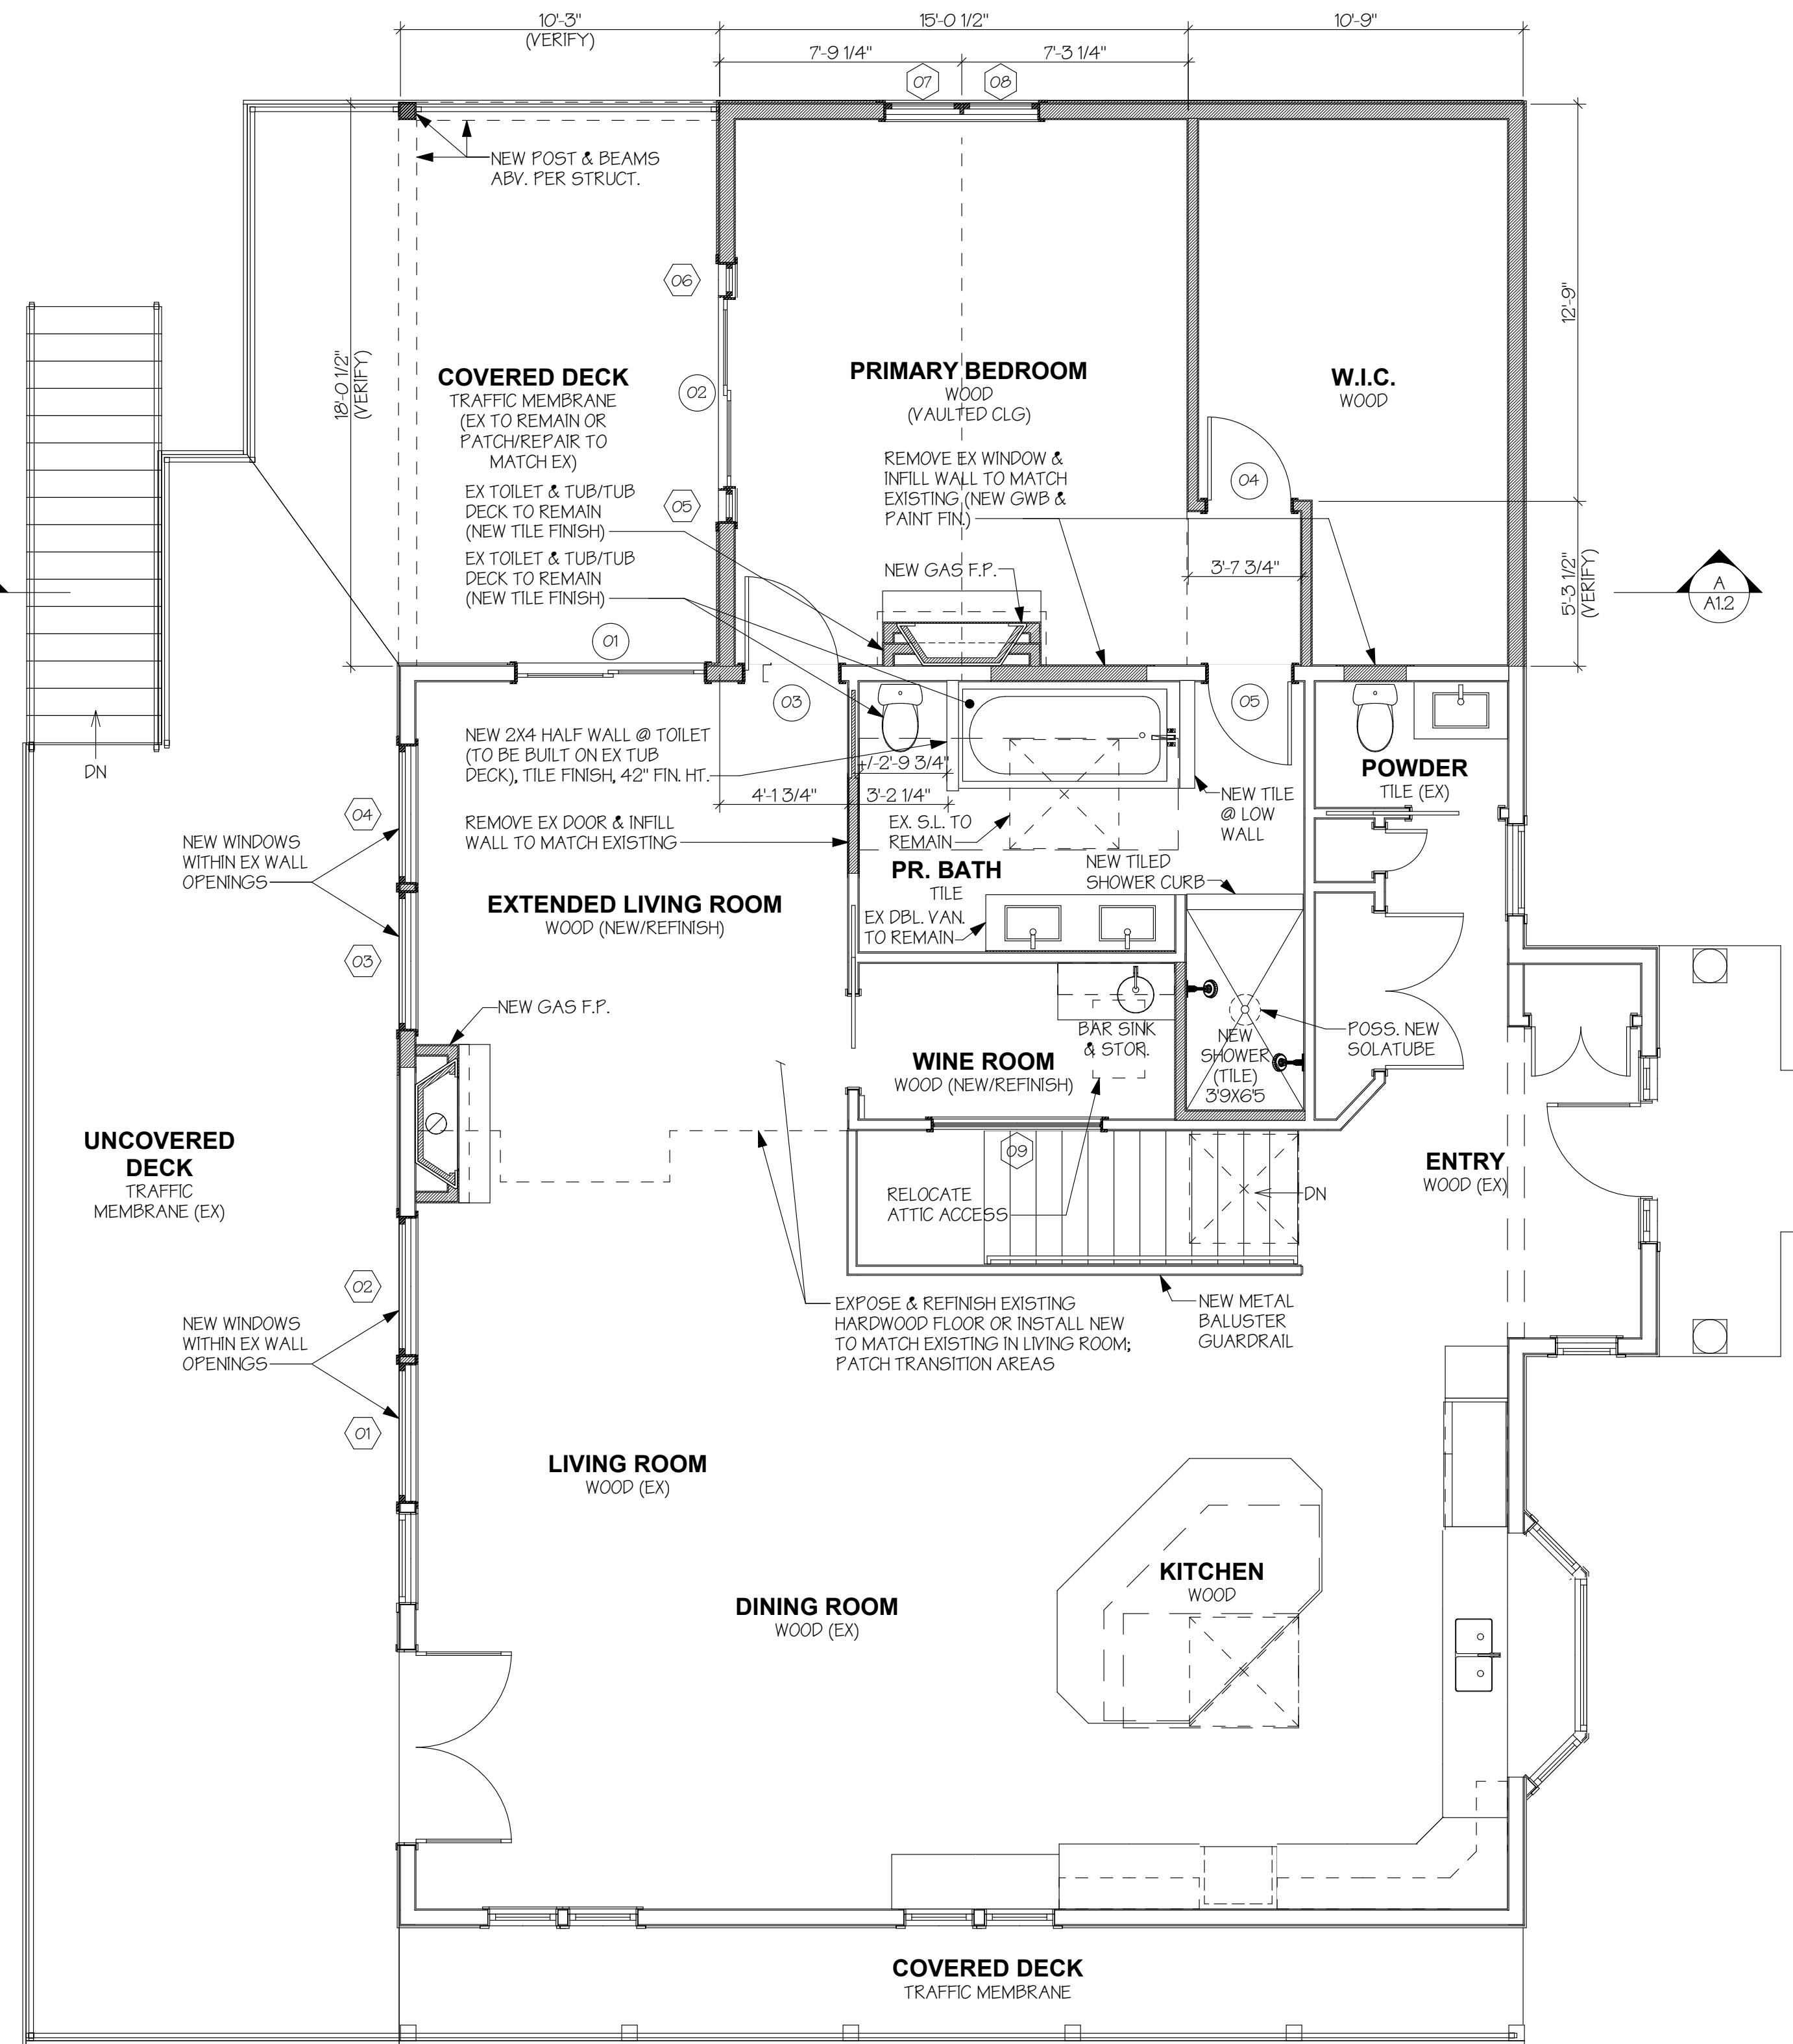 10'-3"
(VERIFY)
15'-0 1/2"
10'-9"
7'-9 1/4"
7'-3 1/4"
07
08
NEW POST & BEAMS
ABV. PER STRUCT.
06
12'-9"
18'-0 1/2"
(VERIFY)
COVERED DECK
TRAFFIC MEMBRANE
(EX TO REMAIN OR
PATCH/REPAIR TO
MATCH EX)
02
PRIMARY BEDROOM
WOOD
(VAULTED CLG)
W.I.C.
WOOD
REMOVE EX WINDOW &
INFILL WALL TO MATCH
EXISTING (NEW GWB &
PAINT FIN.)
04
EX TOILET & TUB/TUB
DECK TO REMAIN
(NEW TILE FINISH)
05
EX TOILET & TUB/TUB
DECK TO REMAIN
(NEW TILE FINISH)
NEW GAS F.P.
3'-7 3/4"
5'-3 1/2"
(VERIFY)
A
A1.2
01
03
05
NEW 2X4 HALF WALL @ TOILET
(TO BE BUILT ON EX TUB
DECK), TILE FINISH, 42" FIN. HT.
+/-2'-9 3/4"
4'-1 3/4"
3'-2 1/4"
POWDER
TILE (EX)
DN
NEW TILE
@ LOW
WALL
04
NEW WINDOWS
WITHIN EX WALL
OPENINGS
REMOVE EX DOOR & INFILL
WALL TO MATCH EXISTING
EX. S.L. TO
REMAIN
NEW TILED
SHOWER CURB
PR. BATH
TILE
EXTENDED LIVING ROOM
WOOD (NEW/REFINISH)
EX DBL. VAN.
TO REMAIN
03
NEW GAS F.P.
BAR SINK
& STOR.
WINE ROOM
WOOD (NEW/REFINISH)
NEW
SHOWER
(TILE)
3'9X6'5
POSS. NEW
SOLATUBE
UNCOVERED
DECK
TRAFFIC
MEMBRANE (EX)
09
ENTRY
WOOD (EX)
RELOCATE
ATTIC ACCESS
DN
02
NEW WINDOWS
WITHIN EX WALL
OPENINGS
EXPOSE & REFINISH EXISTING
HARDWOOD FLOOR OR INSTALL NEW
TO MATCH EXISTING IN LIVING ROOM;
PATCH TRANSITION AREAS
NEW METAL
BALUSTER
GUARDRAIL
01
LIVING ROOM
WOOD (EX)
KITCHEN
WOOD
DINING ROOM
WOOD (EX)
COVERED DECK
TRAFFIC MEMBRANE